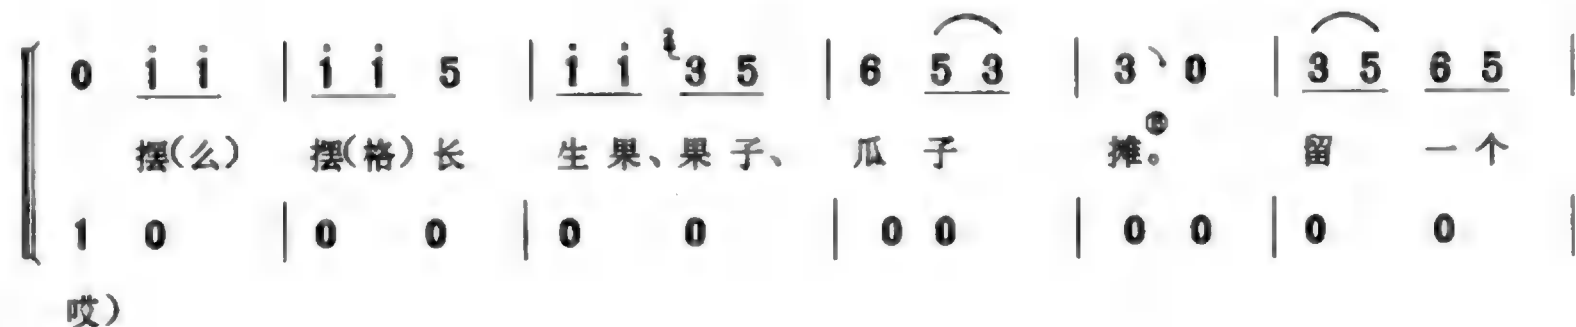 0 i i | i i 5 | i i 3 5 | 6 5 3 | 3 0 | 3 5 6 5 |
摆(么) 摆(格)长 生果、果子、瓜子 摊。 留 一个
1 0 | 0 0 | 0 0 | 0 0 | 0 0 | 0 0 |
哎)